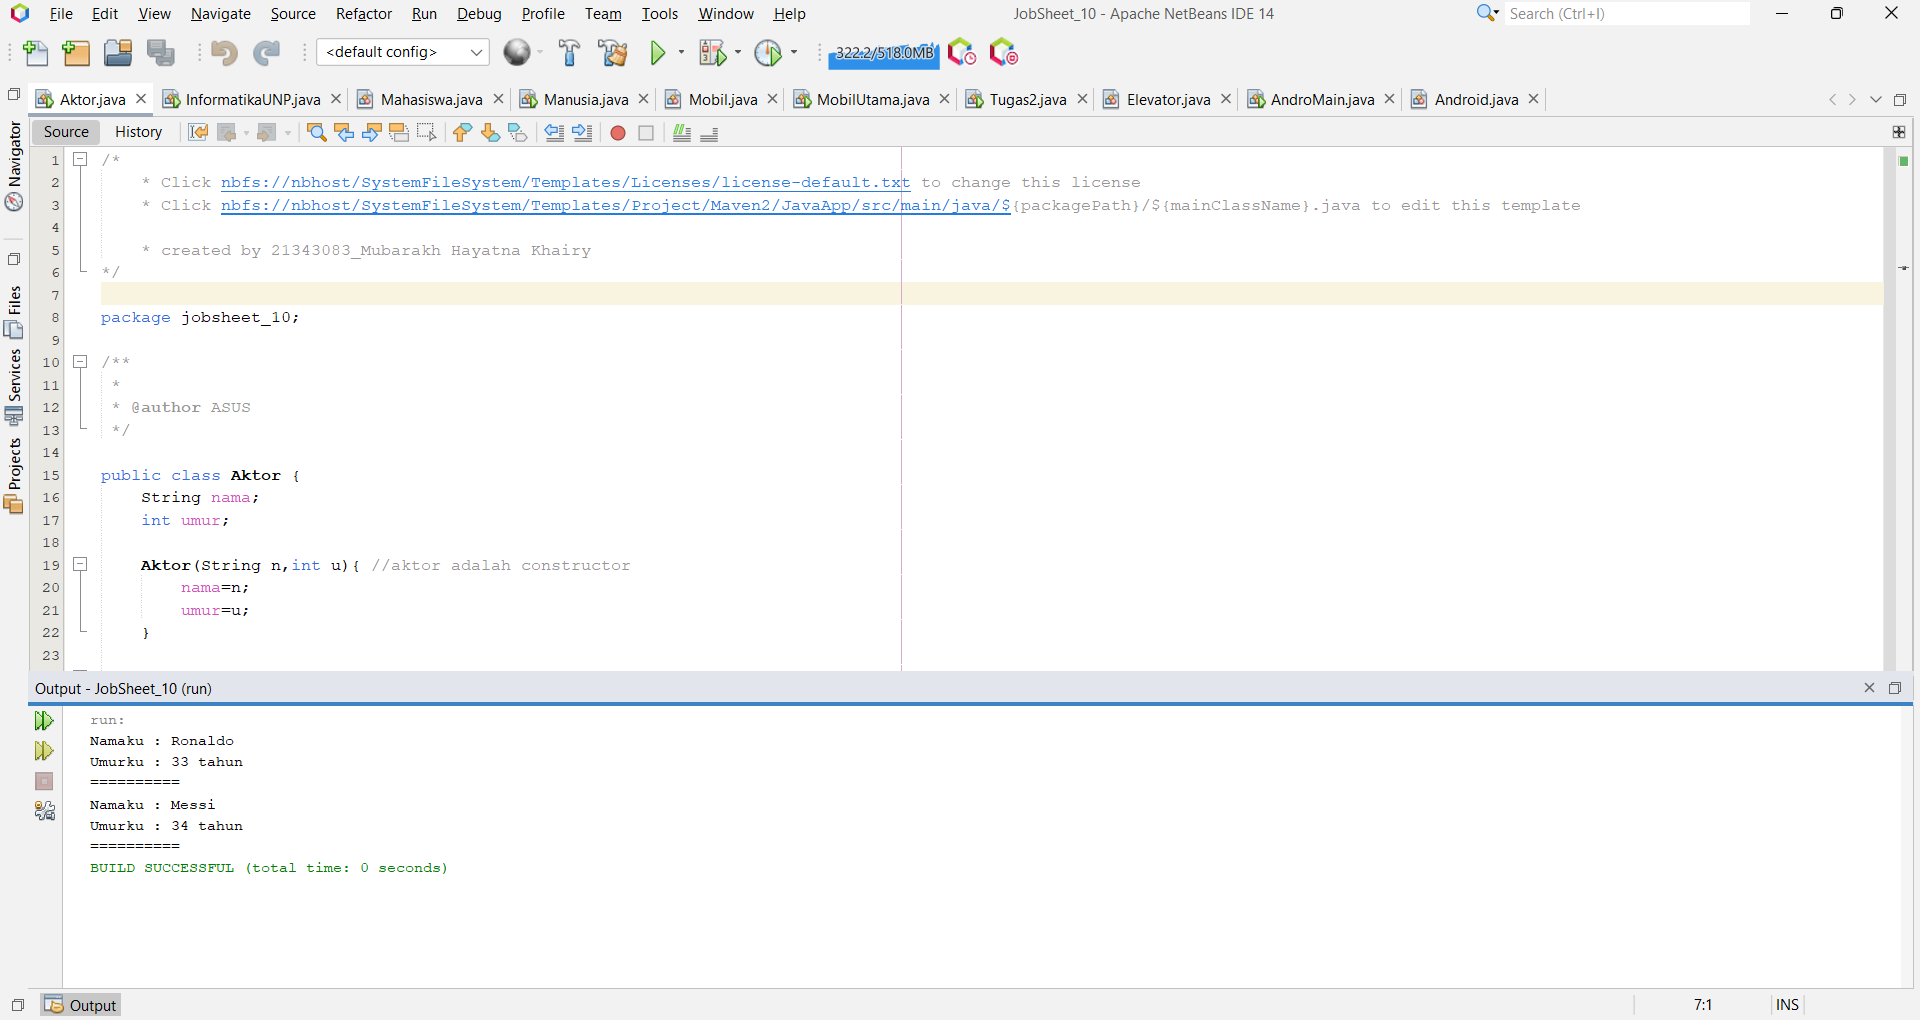 File Edit View Navigate Source Refactor Run Debug Profile Team Tools Window Help JobSheet_10 - Apache NetBeans IDE 14 Search (Ctrl+I)
<default config> 322.2/518.0MB
Aktor.java InformatikaUNP.java Mahasiswa.java Manusia.java Mobil.java MobilUtama.java Tugas2.java Elevator.java AndroMain.java Android.java
Source History
Navigator
Files
Services
Projects
1 /*
2 * Click nbfs://nbhost/SystemFileSystem/Templates/Licenses/license-default.txt to change this license
3 * Click nbfs://nbhost/SystemFileSystem/Templates/Project/Maven2/JavaApp/src/main/java/${packagePath}/${mainClassName}.java to edit this template
4
5 * created by 21343083_Mubarakh Hayatna Khairy
6 */
7
8 package jobsheet_10;
9
10 /**
11 *
12 * @author ASUS
13 */
14
15 public class Aktor {
16 String nama;
17 int umur;
18
19 Aktor(String n,int u){ //aktor adalah constructor
20 nama=n;
21 umur=u;
22 }
23
Output - JobSheet_10 (run)
run:
Namaku : Ronaldo
Umurku : 33 tahun
==========
Namaku : Messi
Umurku : 34 tahun
==========
BUILD SUCCESSFUL (total time: 0 seconds)
Output 7:1 INS